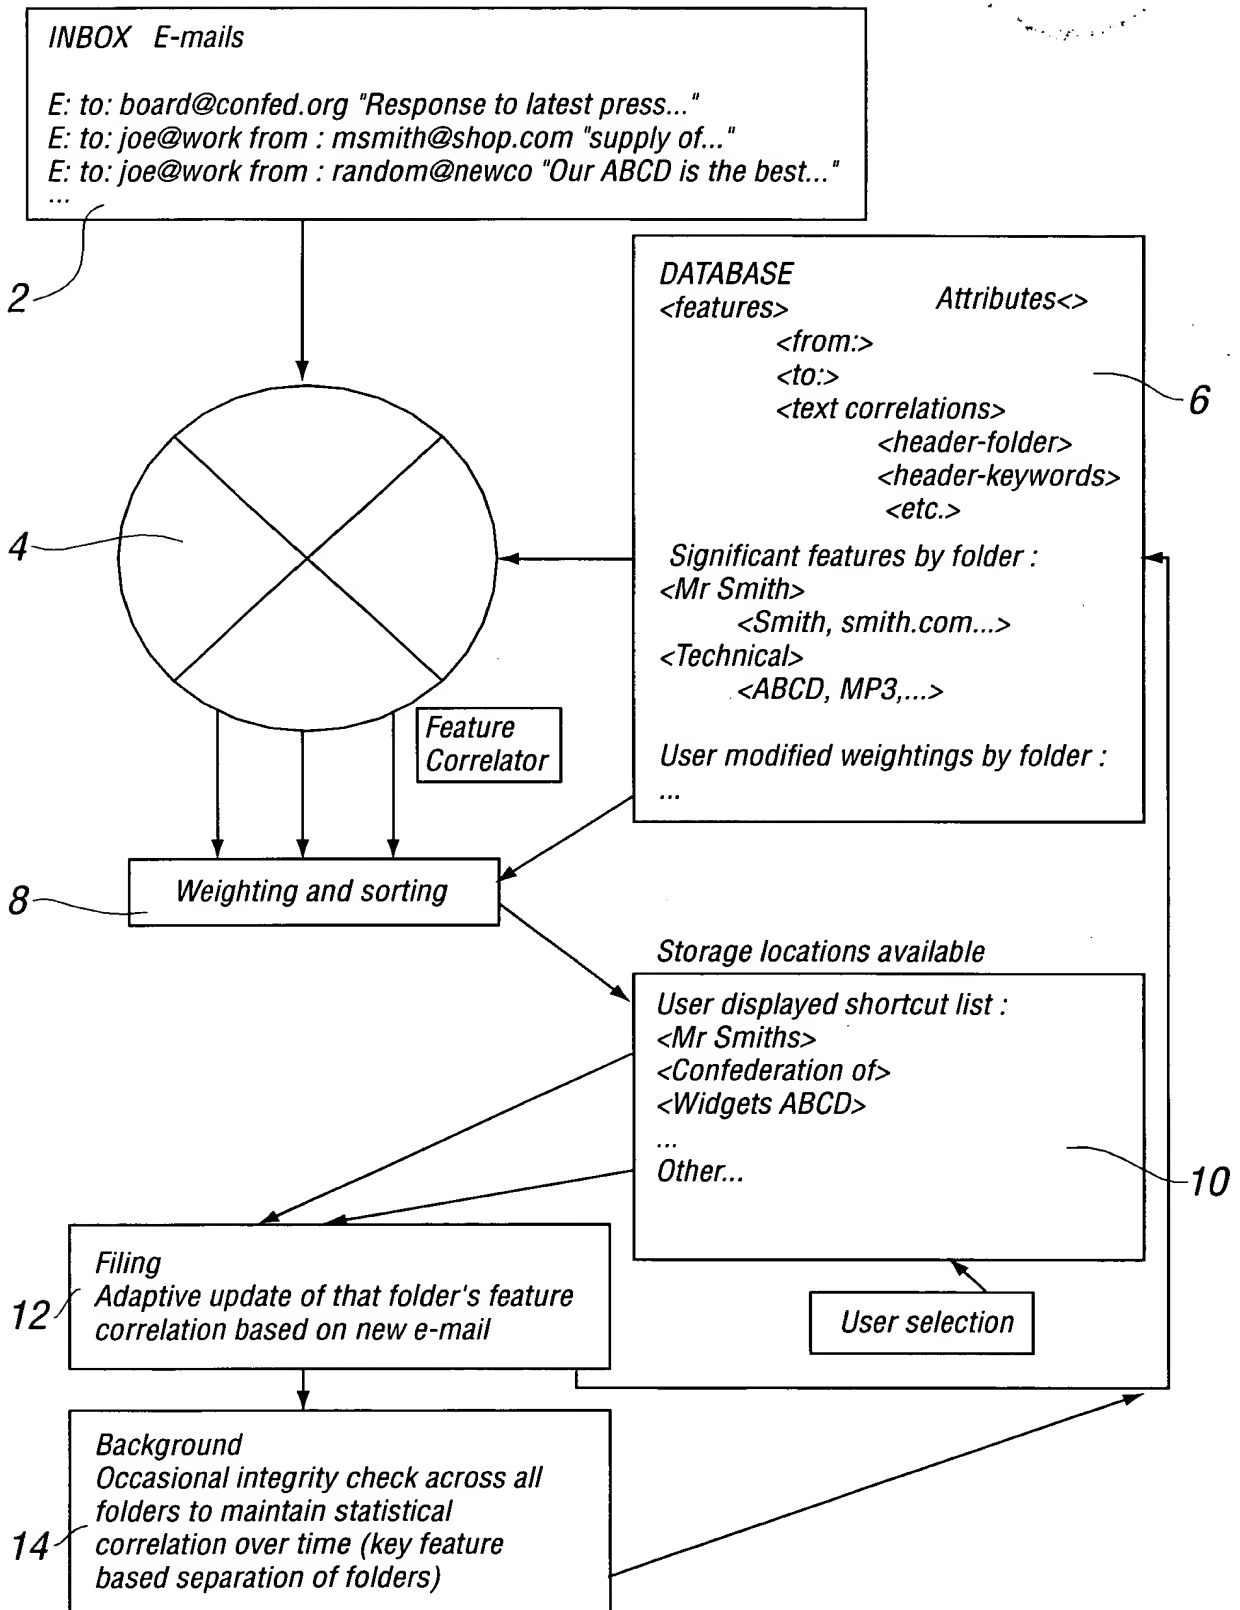 INBOX E-mails
E: to: board@confed.org "Response to latest press..."
E: to: joe@work from : msmith@shop.com "supply of..."
E: to: joe@work from : random@newco "Our ABCD is the best..."
...
2
DATABASE
<features> Attributes<>
<from:>
<to:>
<text correlations>
<header-folder>
<header-keywords>
<etc.>
6
Significant features by folder :
<Mr Smith>
<Smith, smith.com...>
<Technical>
<ABCD, MP3,...>
User modified weightings by folder :
...
4
Feature
Correlator
Weighting and sorting
8
Storage locations available
User displayed shortcut list :
<Mr Smiths>
<Confederation of>
<Widgets ABCD>
...
Other...
10
User selection
Filing
Adaptive update of that folder's feature
correlation based on new e-mail
12
Background
Occasional integrity check across all
folders to maintain statistical
correlation over time (key feature
based separation of folders)
14